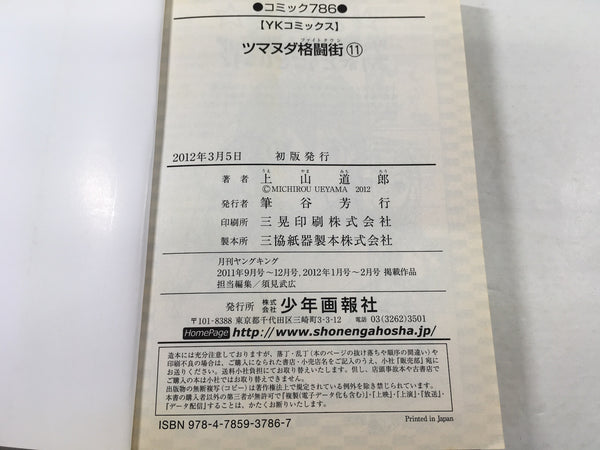 ●コミック786●
【YKコミックス】
ファイトタウン
ツマヌダ格闘街⑪
2012年3月5日　初版発行
うえ やま みち ろう
著者 上山道郎
©MICHIROU UEYAMA 2012
発行者 筆谷芳行
印刷所 三晃印刷株式会社
製本所 三協紙器製本株式会社
月刊ヤングキング
2011年9月号〜12月号, 2012年1月号〜2月号 掲載作品
担当編集／須見武広
発行所 株式会社 少年画報社
〒101-8338 東京都千代田区三崎町3-3-12 電話 03(3262)3501
HomePage http://www.shonengahosha.jp/
造本には充分注意しておりますが、落丁・乱丁(本のページの抜け落ちや順序の間違い)や
印刷不良の場合は、ご購入になられた書店・小売店名をご記入のうえ、小社『販売部』宛に
お送りください。送料小社負担にてお取り替えいたします。但し、店頭事故本や古書店で
ご購入の本は小社ではお取り替えできません。
出版物の無断複写(コピー)は著作権法上で規定されている例外を除き禁じられています。
本書の購入者以外の第三者が無許可で「複製(電子データ化も含む)」・「上映」・「上演」・「放送」・
「データ配信」することは、かたくお断りいたします。
ISBN 978-4-7859-3786-7
Printed in Japan